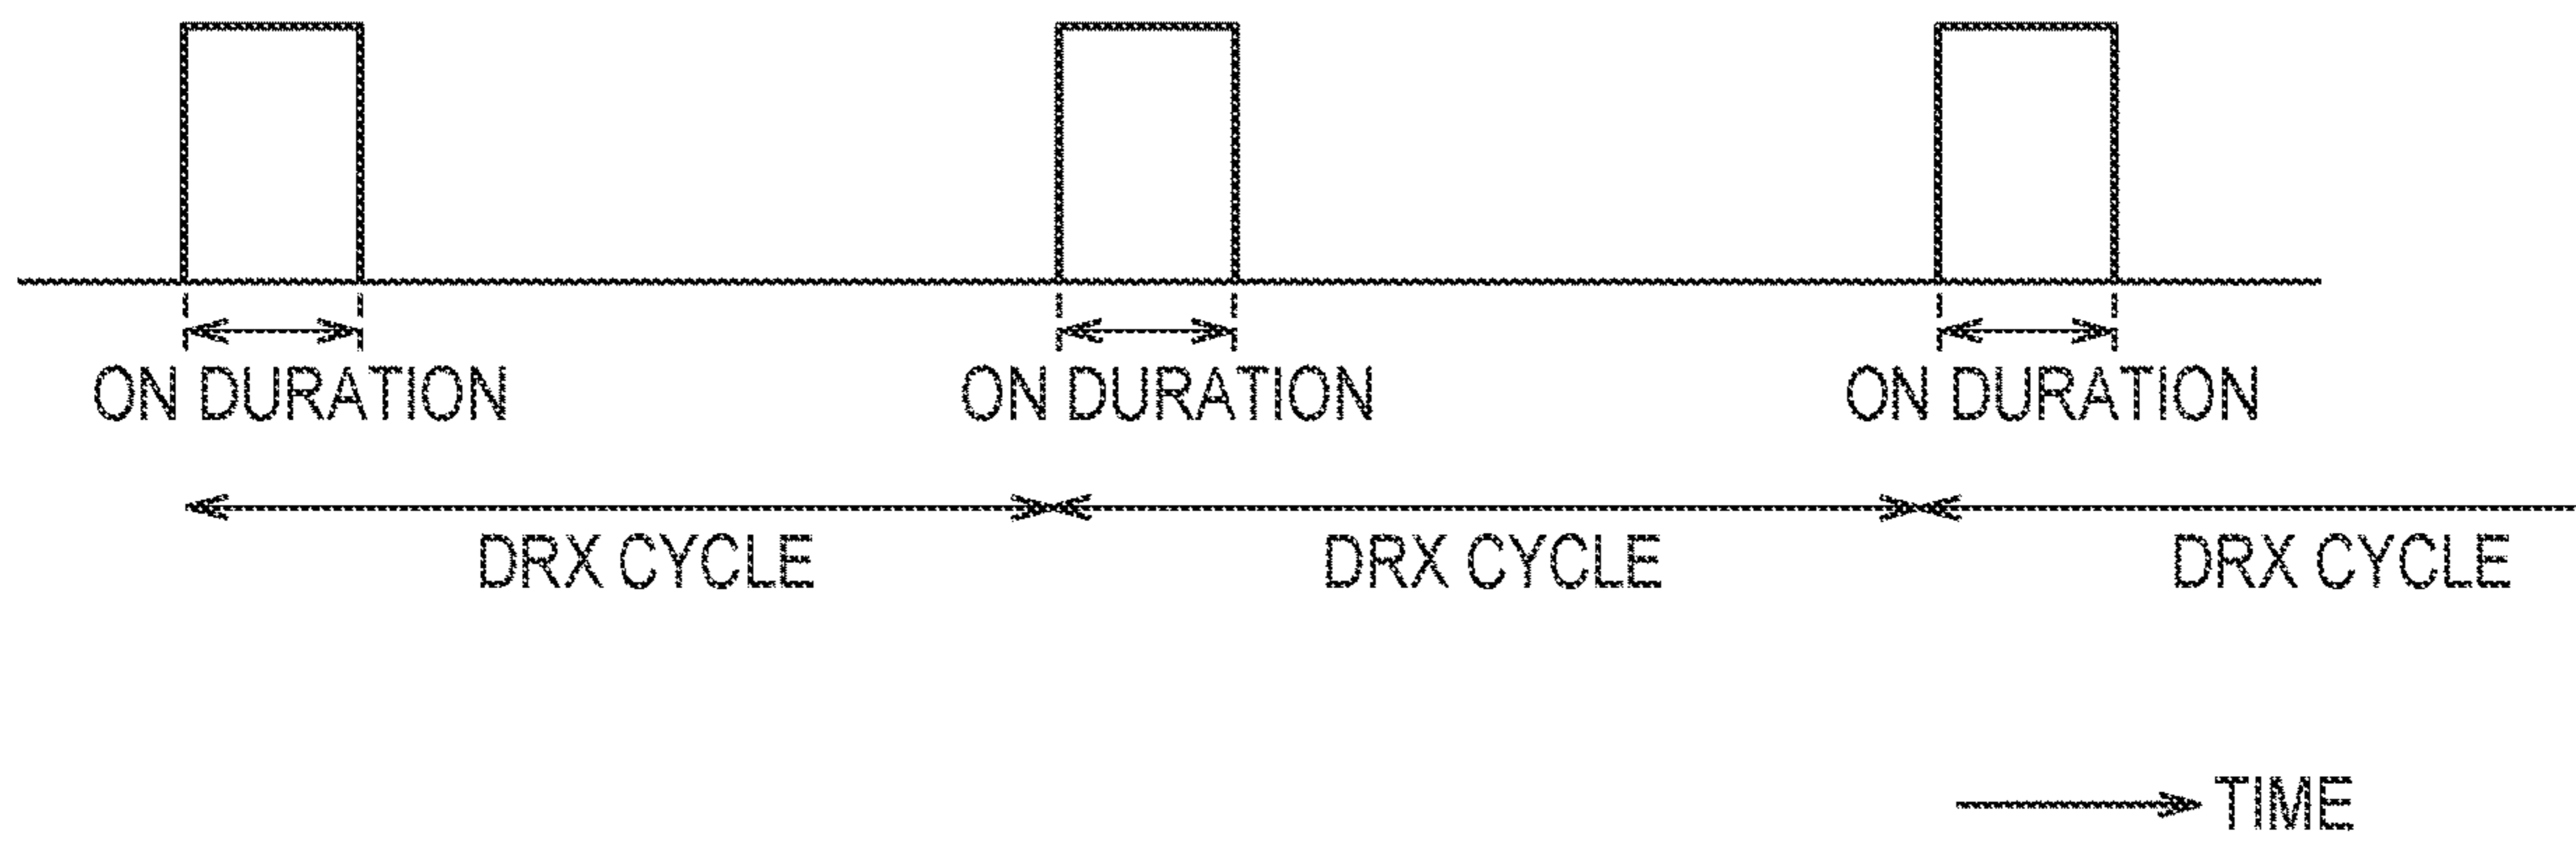 ON DURATION ON DURATION ON DURATION
DRX CYCLE DRX CYCLE DRX CYCLE
TIME